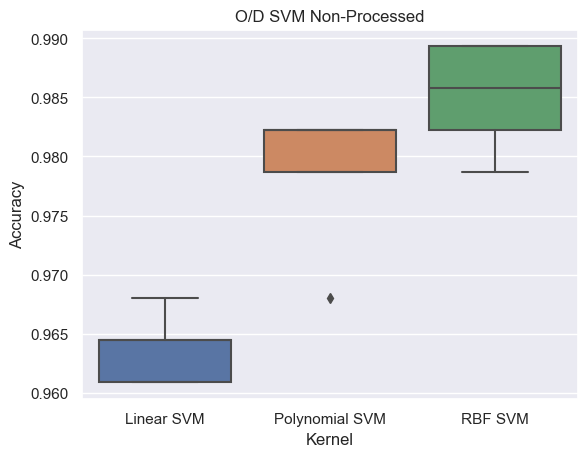 O/D SVM Non-Processed
0.990
0.985
0.980
0.975
0.970
0.965
0.960
Accuracy
Linear SVM
Polynomial SVM
RBF SVM
Kernel